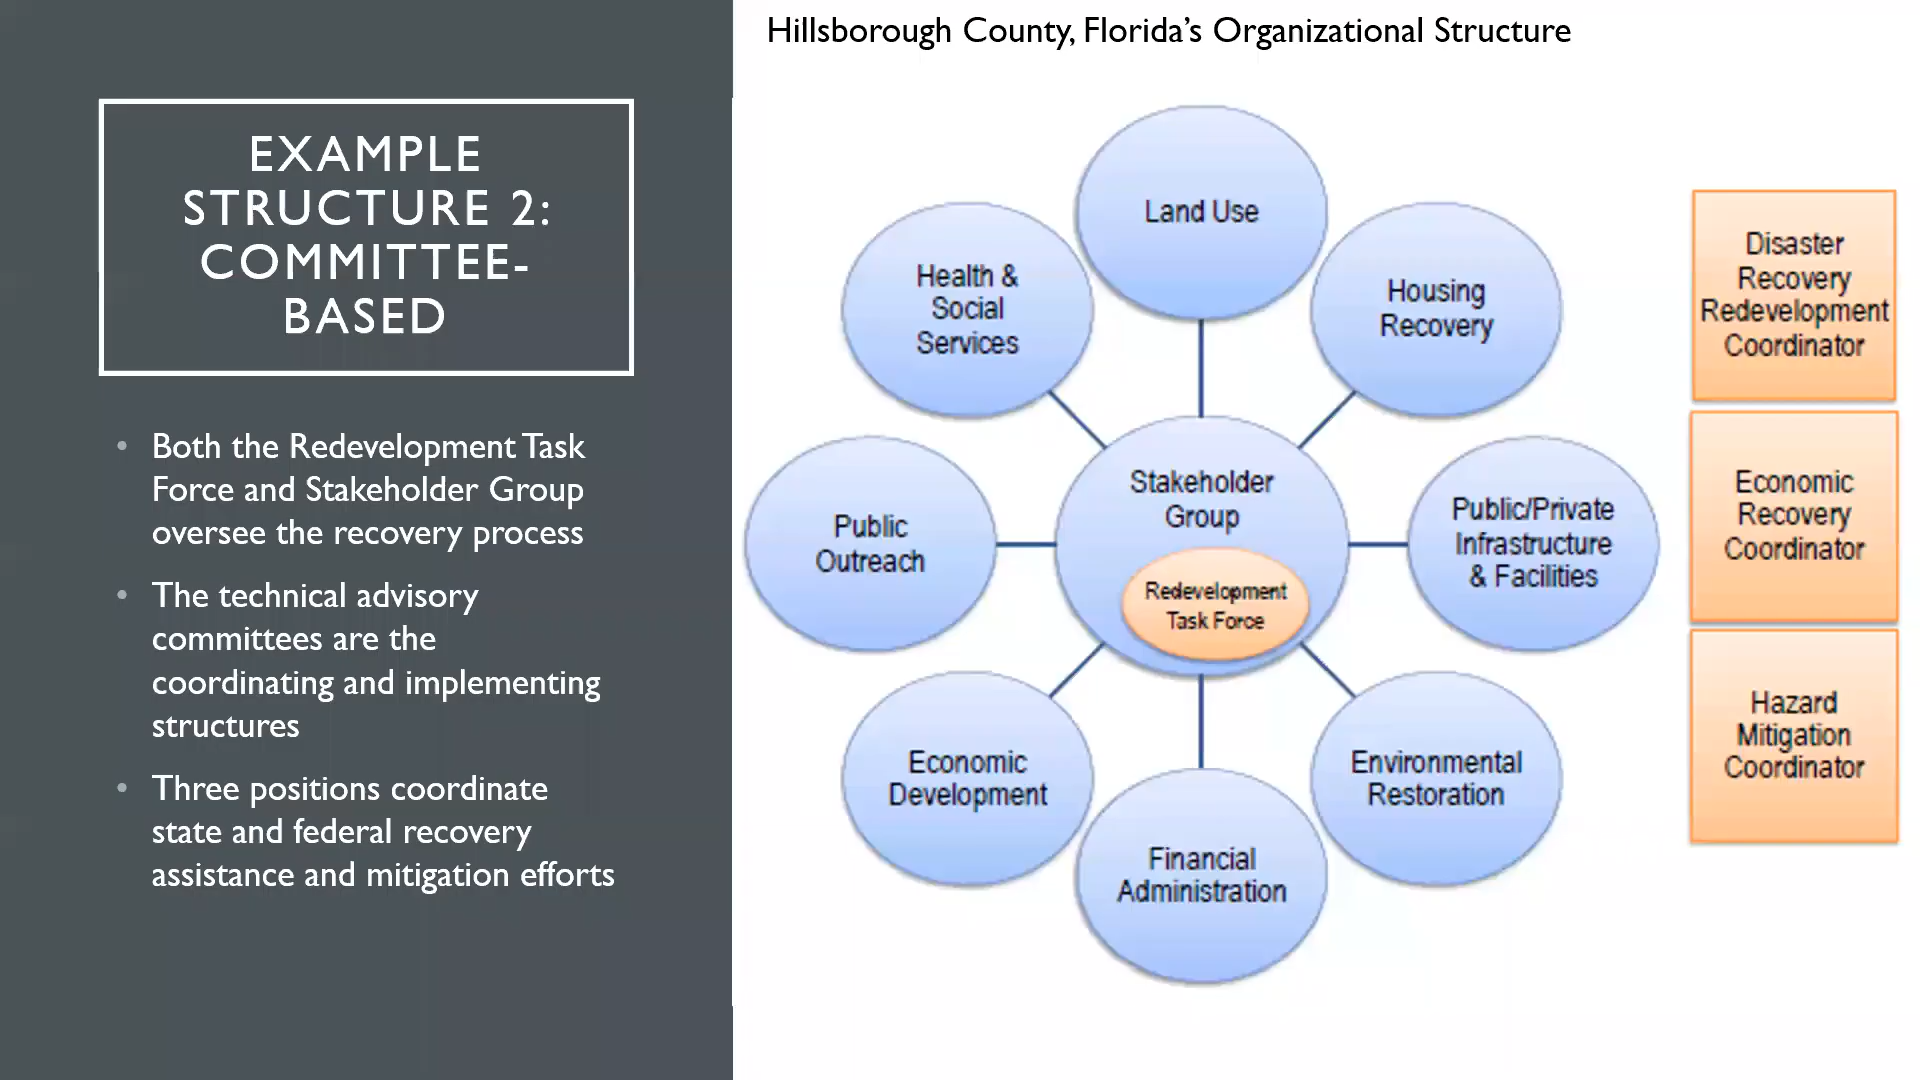 Hillsborough County, Florida's Organizational Structure
EXAMPLE
STRUCTURE 2:
COMMITTEE-
BASED
Both the Redevelopment Task
Force and Stakeholder Group
oversee the recovery process
The technical advisory
committees are the
coordinating and implementing
structures
Three positions coordinate
state and federal recovery
assistance and mitigation efforts
Land Use
Health &
Social
Services
Housing
Recovery
Stakeholder
Group
Redevelopment
Task Force
Public
Outreach
Public/Private
Infrastructure
& Facilities
Economic
Development
Environmental
Restoration
Financial
Administration
Disaster
Recovery
Redevelopment
Coordinator
Economic
Recovery
Coordinator
Hazard
Mitigation
Coordinator